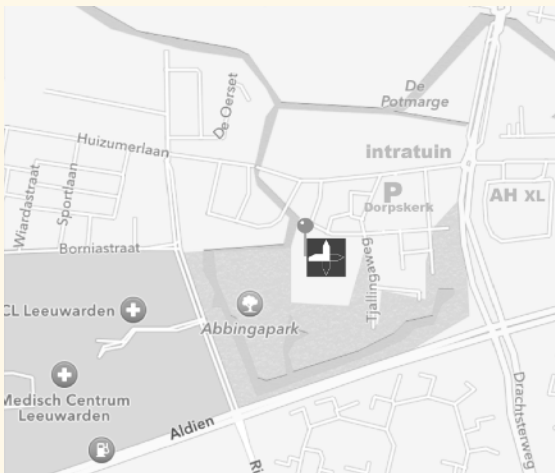 De
Potmarge
De Oerset
Huizumerlaan
intratuin
P
Dorpskerk
AH XL
Wiardastraat
Sportlaan
Borniastraat
Tjallingaweg
CL Leeuwarden
Abbingapark
Medisch Centrum
Leeuwarden
Aldlân
Drachtsterweg